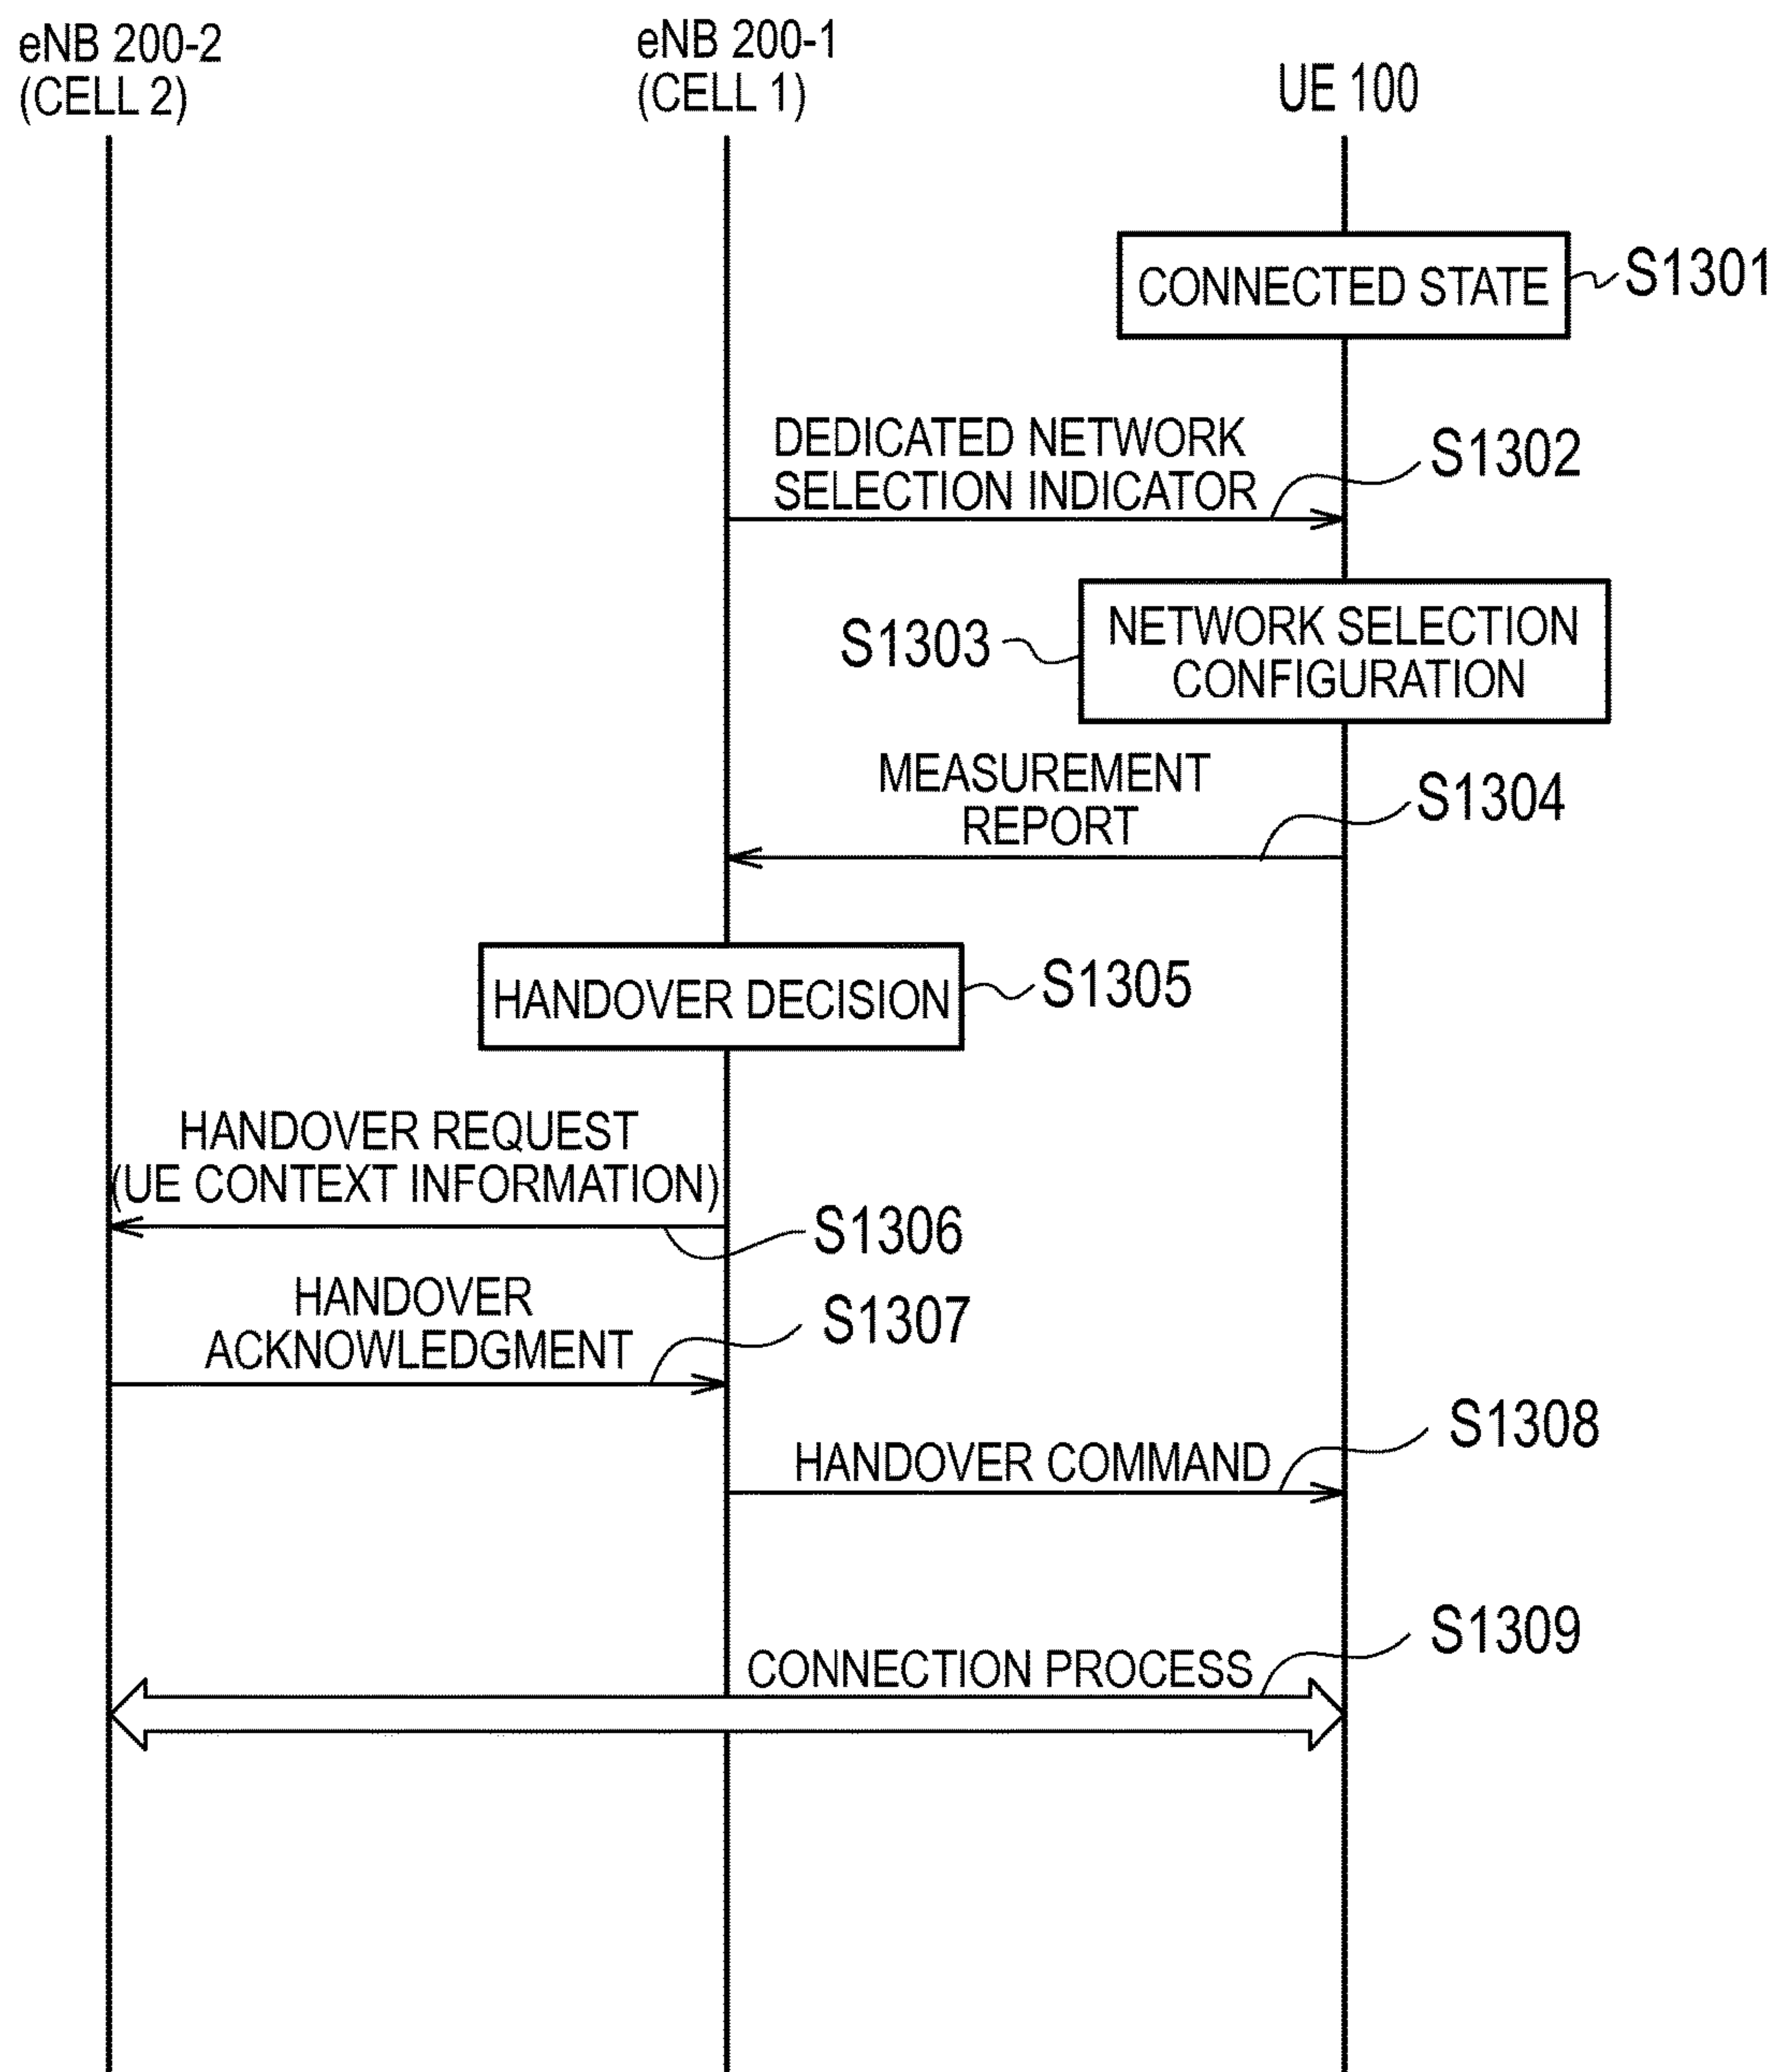 eNB 200-2
(CELL 2)
eNB 200-1
(CELL 1)
UE 100
CONNECTED STATE
S1301
DEDICATED NETWORK
SELECTION INDICATOR
S1302
S1303
NETWORK SELECTION
CONFIGURATION
MEASUREMENT
REPORT
S1304
HANDOVER DECISION
S1305
HANDOVER REQUEST
(UE CONTEXT INFORMATION)
S1306
HANDOVER
ACKNOWLEDGMENT
S1307
HANDOVER COMMAND
S1308
CONNECTION PROCESS
S1309